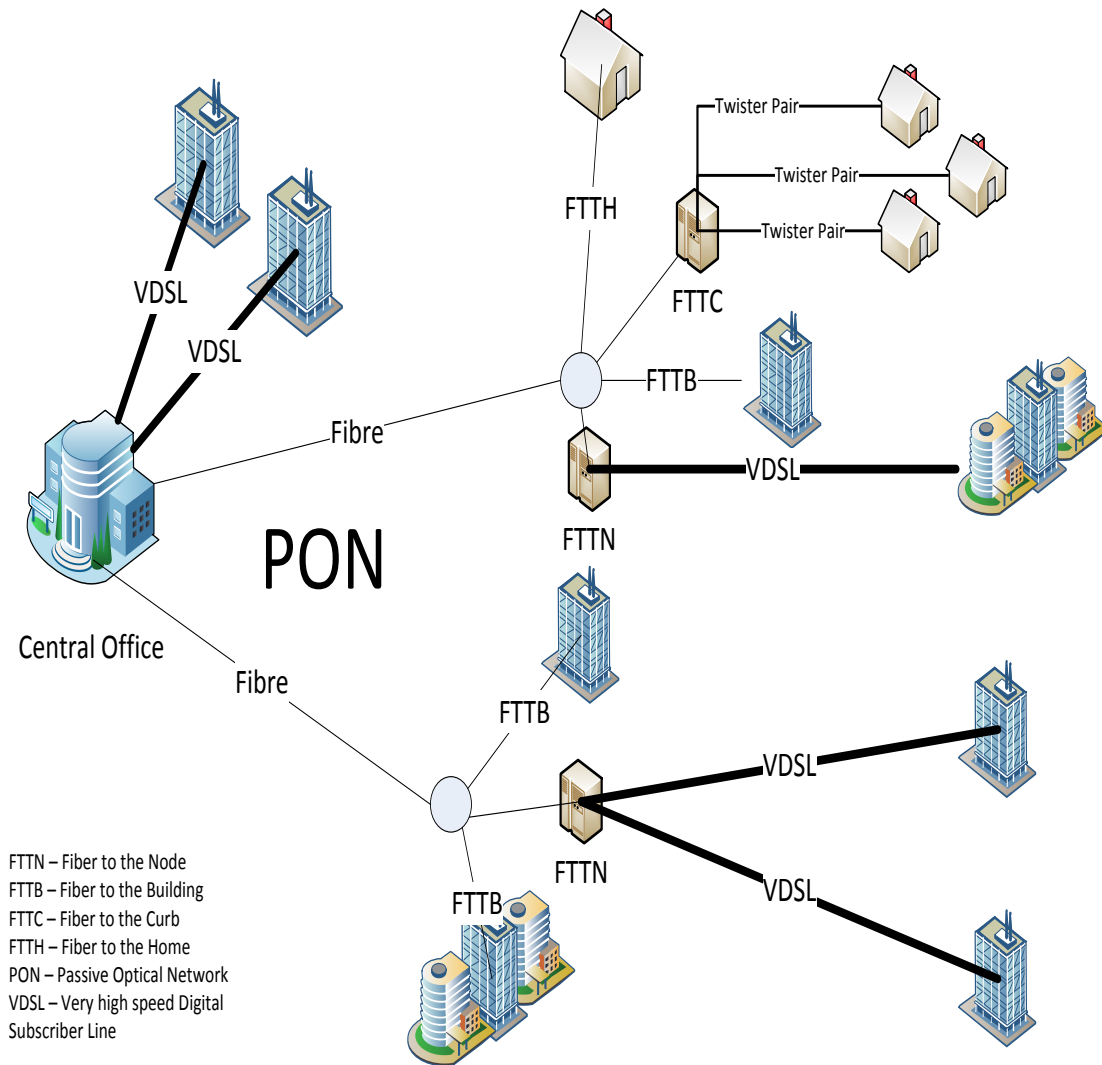 Twister Pair
Twister Pair
FTTH
Twister Pair
VDSL
FTTC
VDSL
FTTB
Fibre
VDSL
FTTN
PON
Central Office
Fibre
FTTB
VDSL
FTTN
VDSL
FTTB
FTTN – Fiber to the Node
FTTB – Fiber to the Building
FTTC – Fiber to the Curb
FTTH – Fiber to the Home
PON – Passive Optical Network
VDSL – Very high speed Digital
Subscriber Line